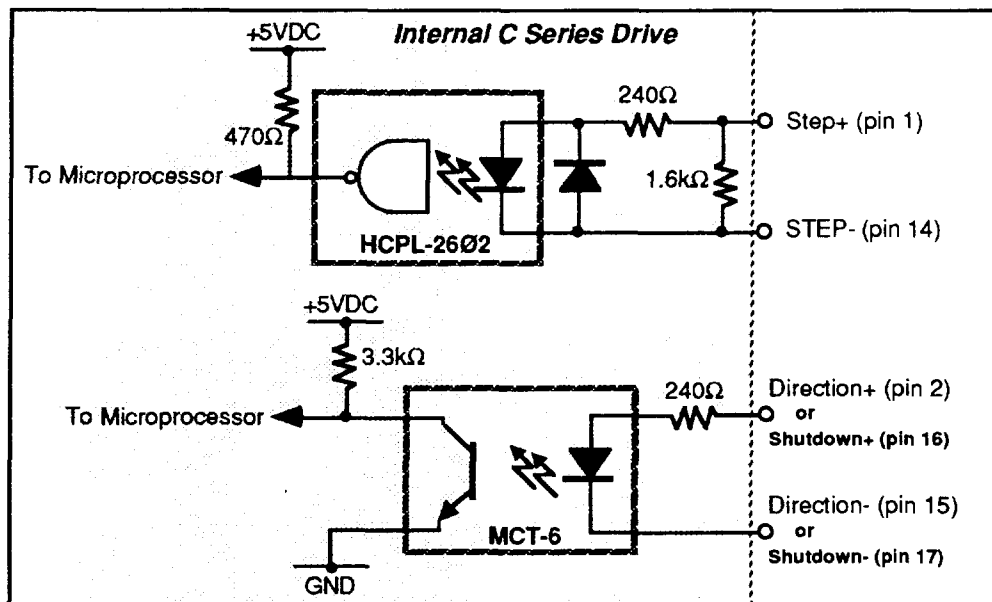 Internal C Series Drive
+5VDC
470Ω
To Microprocessor
HCPL-26Ø2
240Ω
1.6kΩ
Step+ (pin 1)
STEP- (pin 14)
+5VDC
3.3kΩ
To Microprocessor
GND
MCT-6
240Ω
Direction+ (pin 2)
or
Shutdown+ (pin 16)
Direction- (pin 15)
or
Shutdown- (pin 17)